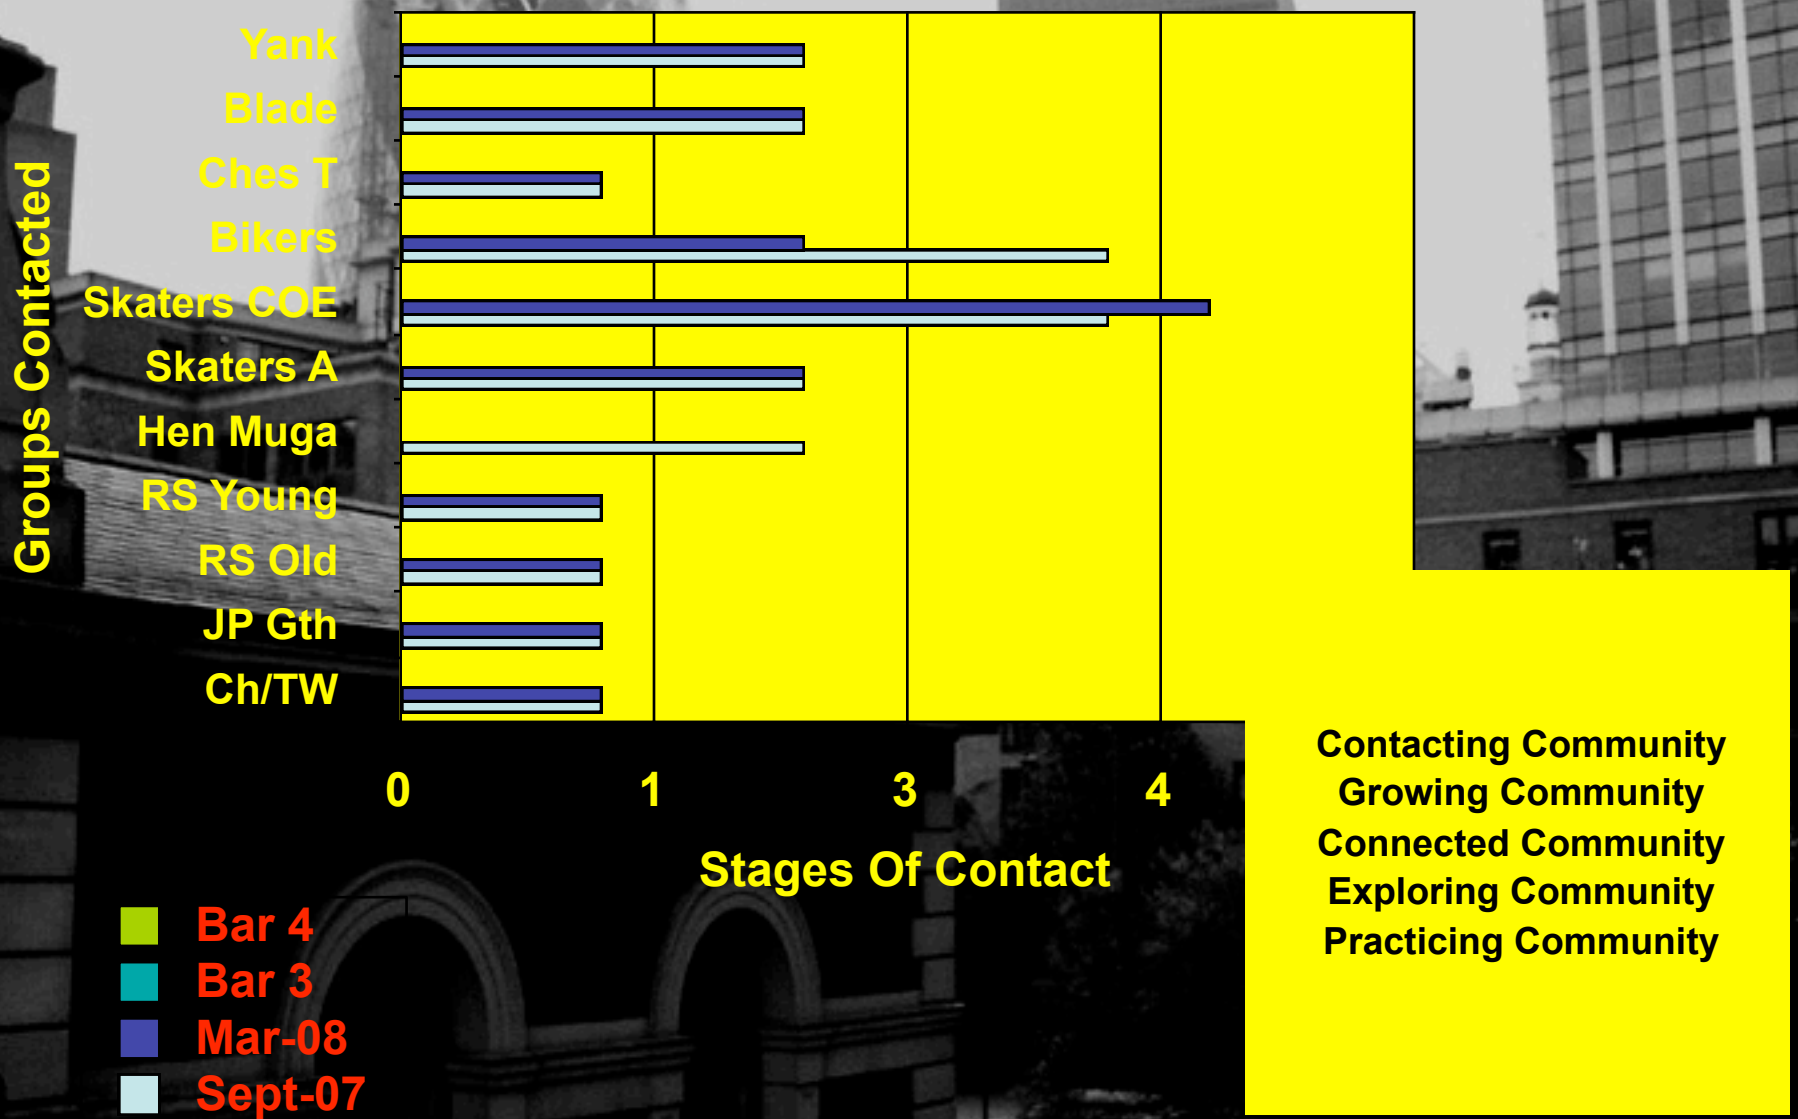 Groups Contacted
Yank
Blade
Ches T
Bikers
Skaters COE
Skaters A
Hen Muga
RS Young
RS Old
JP Gth
Ch/TW
0 1 3 4
Stages Of Contact
Bar 4
Bar 3
Mar-08
Sept-07
Contacting Community
Growing Community
Connected Community
Exploring Community
Practicing Community